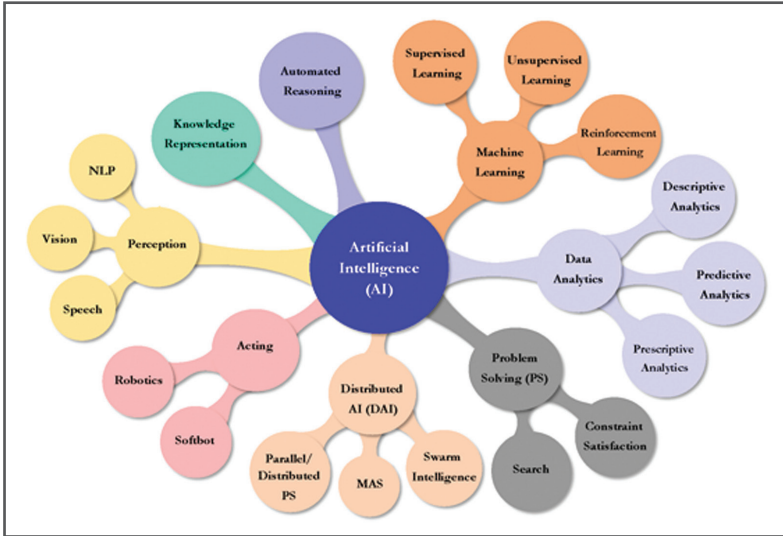 Artificial
Intelligence
(AI)
Automated
Reasoning
Knowledge
Representation
Perception
NLP
Vision
Speech
Acting
Robotics
Softbot
Distributed
AI (DAI)
Parallel/
Distributed
PS
MAS
Swarm
Intelligence
Problem
Solving (PS)
Search
Constraint
Satisfaction
Data
Analytics
Descriptive
Analytics
Predictive
Analytics
Prescriptive
Analytics
Machine
Learning
Supervised
Learning
Unsupervised
Learning
Reinforcement
Learning